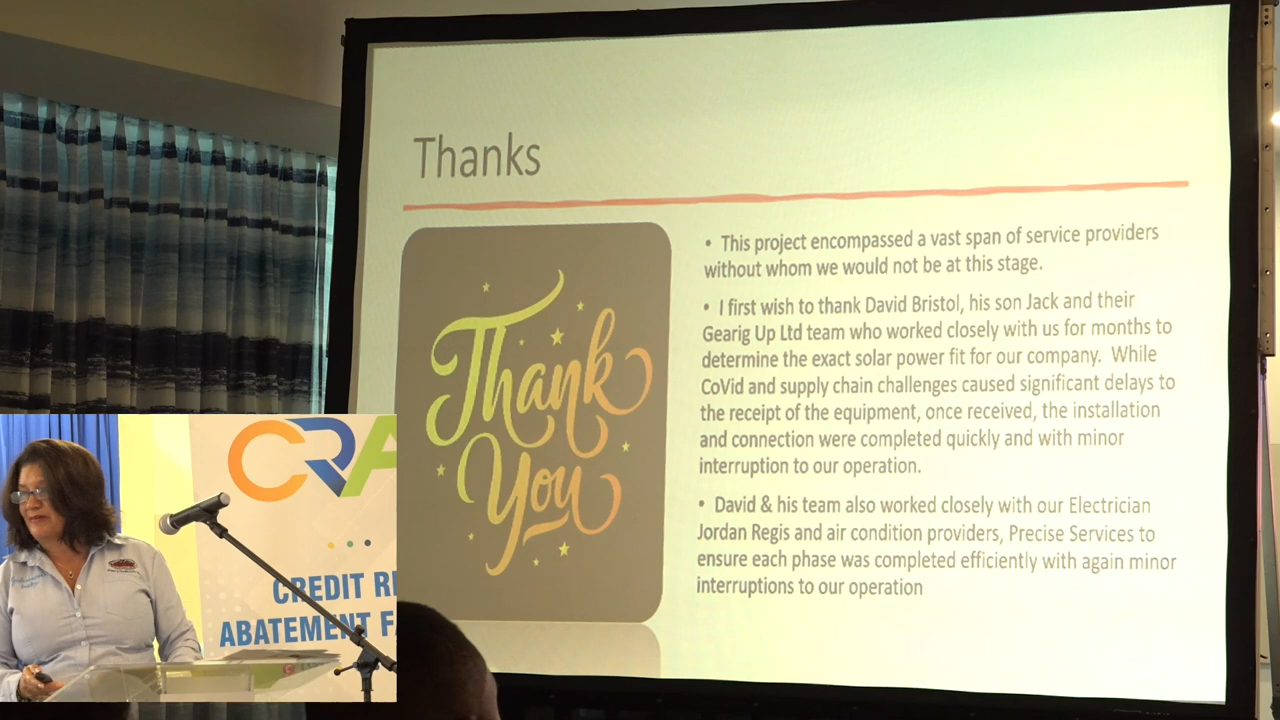 Thanks
Thank
You
• This project encompassed a vast span of service providers
without whom we would not be at this stage.
• I first wish to thank David Bristol, his son Jack and their
Gearig Up Ltd team who worked closely with us for months to
determine the exact solar power fit for our company. While
CoVid and supply chain challenges caused significant delays to
the receipt of the equipment, once received, the installation
and connection were completed quickly and with minor
interruption to our operation.
• David & his team also worked closely with our Electrician
Jordan Regis and air condition providers, Precise Services to
ensure each phase was completed efficiently with again minor
interruptions to our operation
CRA
CREDIT
ABATEMENT